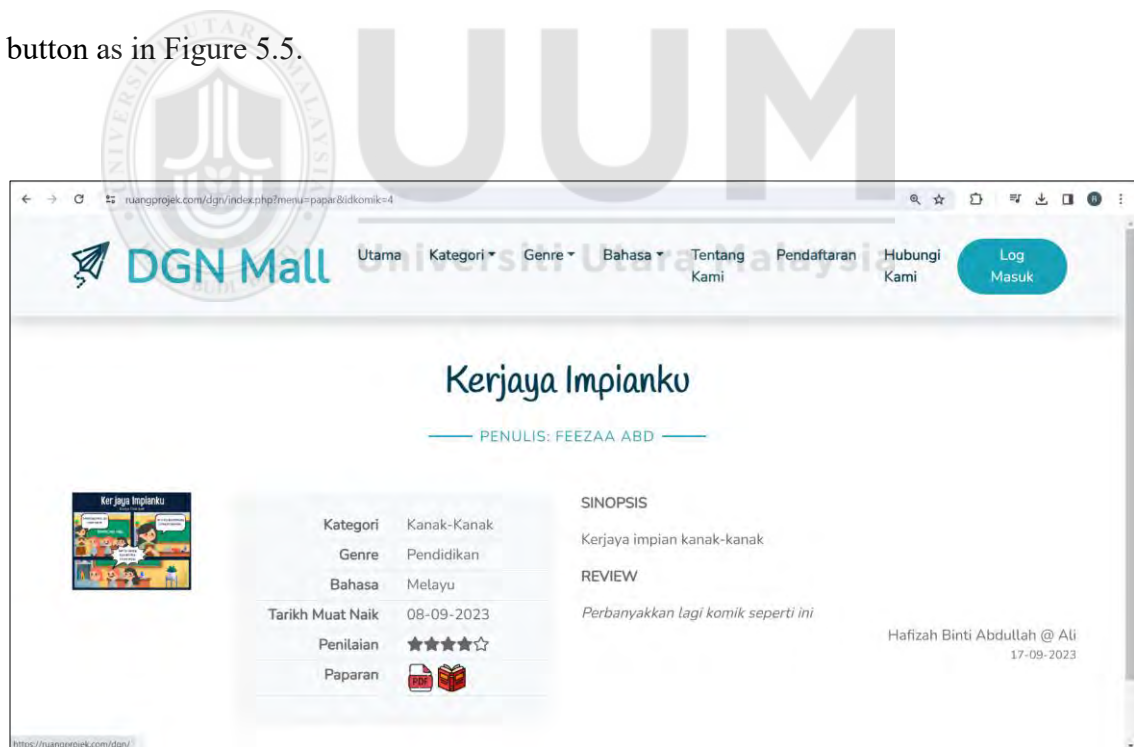 button as in Figure 5.5.
UUM
Universiti Utara Malaysia
ruangprojek.com/dgn/index.php?menu=papar&idkomik=4
DGN Mall
Utama
Kategori
Genre
Bahasa
Tentang
Kami
Pendaftaran
Hubungi
Kami
Log
Masuk
Kerjaya Impianku
PENULIS: FEEZAA ABD
Kerjaya Impianku
Kategori Kanak-Kanak
Genre Pendidikan
Bahasa Melayu
Tarikh Muat Naik 08-09-2023
Penilaian
Paparan PDF
SINOPSIS
Kerjaya impian kanak-kanak
REVIEW
Perbanyakkan lagi komik seperti ini
Hafizah Binti Abdullah @ Ali
17-09-2023
https://ruangprojek.com/dgn/